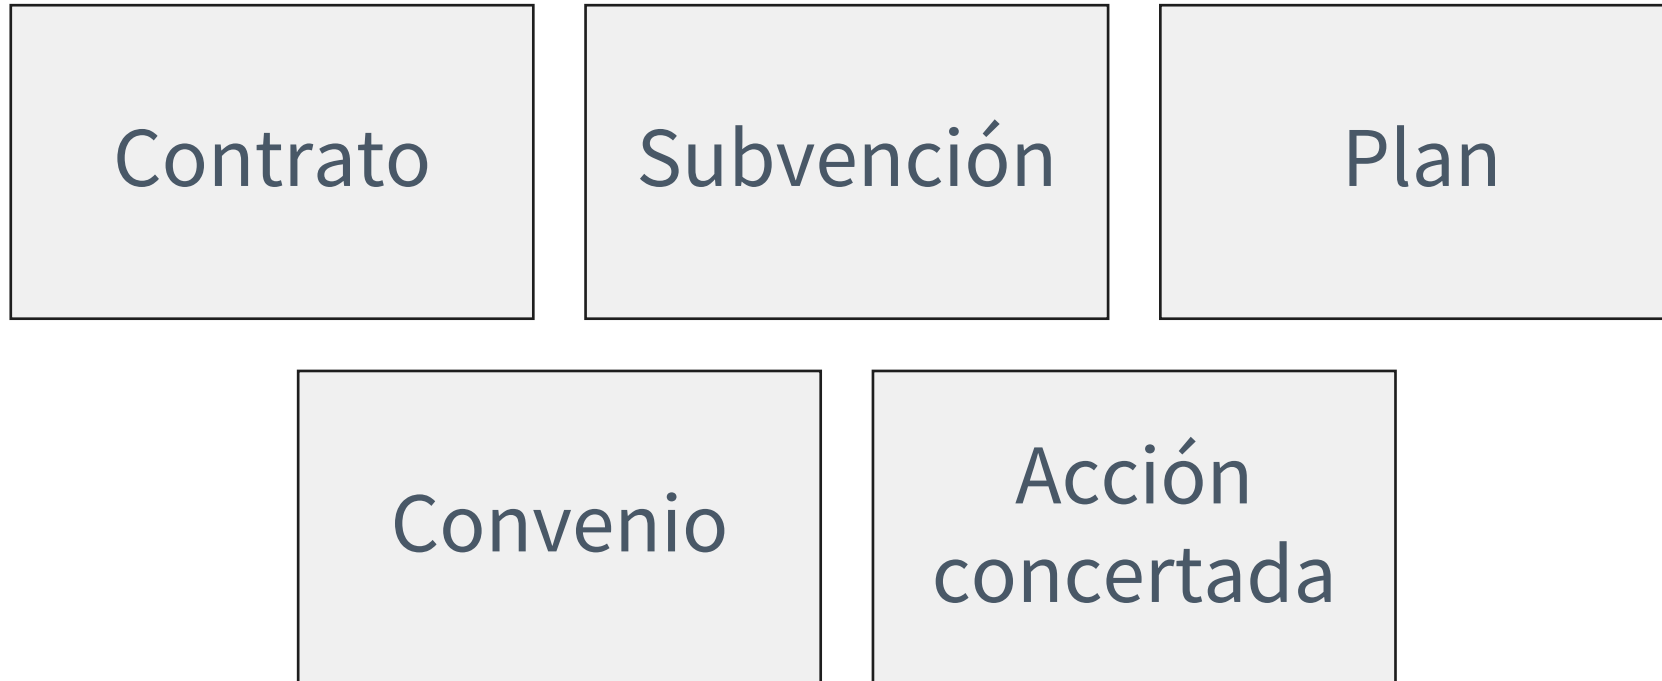 Contrato
Subvención
Plan
Convenio
Acción
concertada